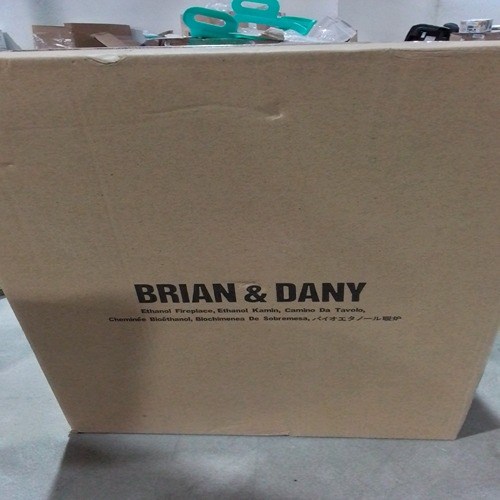 BRIAN & DANY
Ethanol Fireplace, Ethanol Kamin, Camino Da Tavolo,
Cheminée Bioéthanol, Biochimenea De Sobremesa, バイオエタノール暖炉